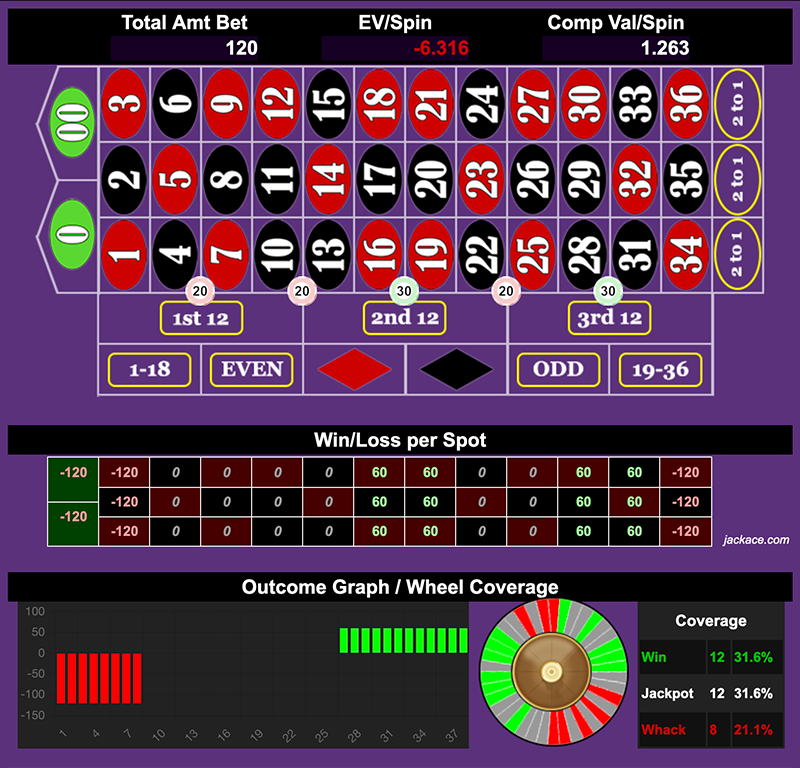 Total Amt Bet EV/Spin Comp Val/Spin
120 -6.316 1.263
00 3 6 9 12 15 18 21 24 27 30 33 36 2 to 1
2 5 8 11 14 17 20 23 26 29 32 35 2 to 1
0 1 4 7 10 13 16 19 22 25 28 31 34 2 to 1
20 20 30 20 30
1st 12 2nd 12 3rd 12
1-18 EVEN ODD 19-36
Win/Loss per Spot
-120 -120 0 0 0 0 60 60 0 0 60 60 -120
-120 0 0 0 0 60 60 0 0 60 60 -120
-120 -120 0 0 0 0 60 60 0 0 60 60 -120
jackace.com
Outcome Graph / Wheel Coverage
100
50
0
-50
-100
-150
1 4 7 10 13 16 19 22 25 28 31 34 37
Coverage
Win 12 31.6%
Jackpot 12 31.6%
Whack 8 21.1%